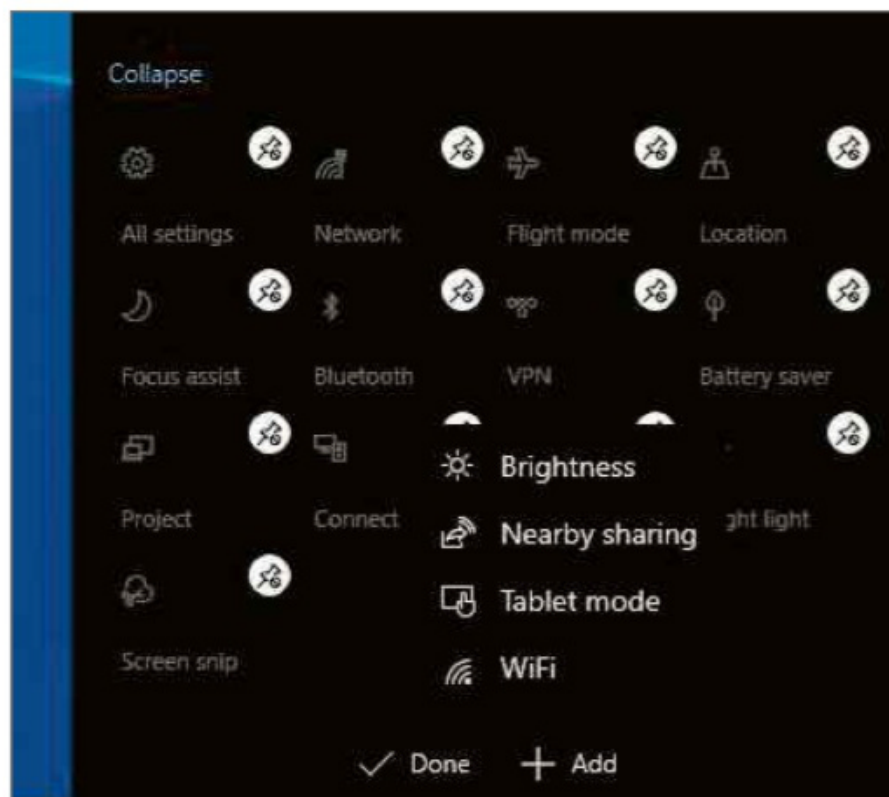 Collapse
All settings
Network
Flight mode
Location
Focus assist
Bluetooth
VPN
Battery saver
Project
Connect
ght light
Screen snip
Brightness
Nearby sharing
Tablet mode
WiFi
Done
Add